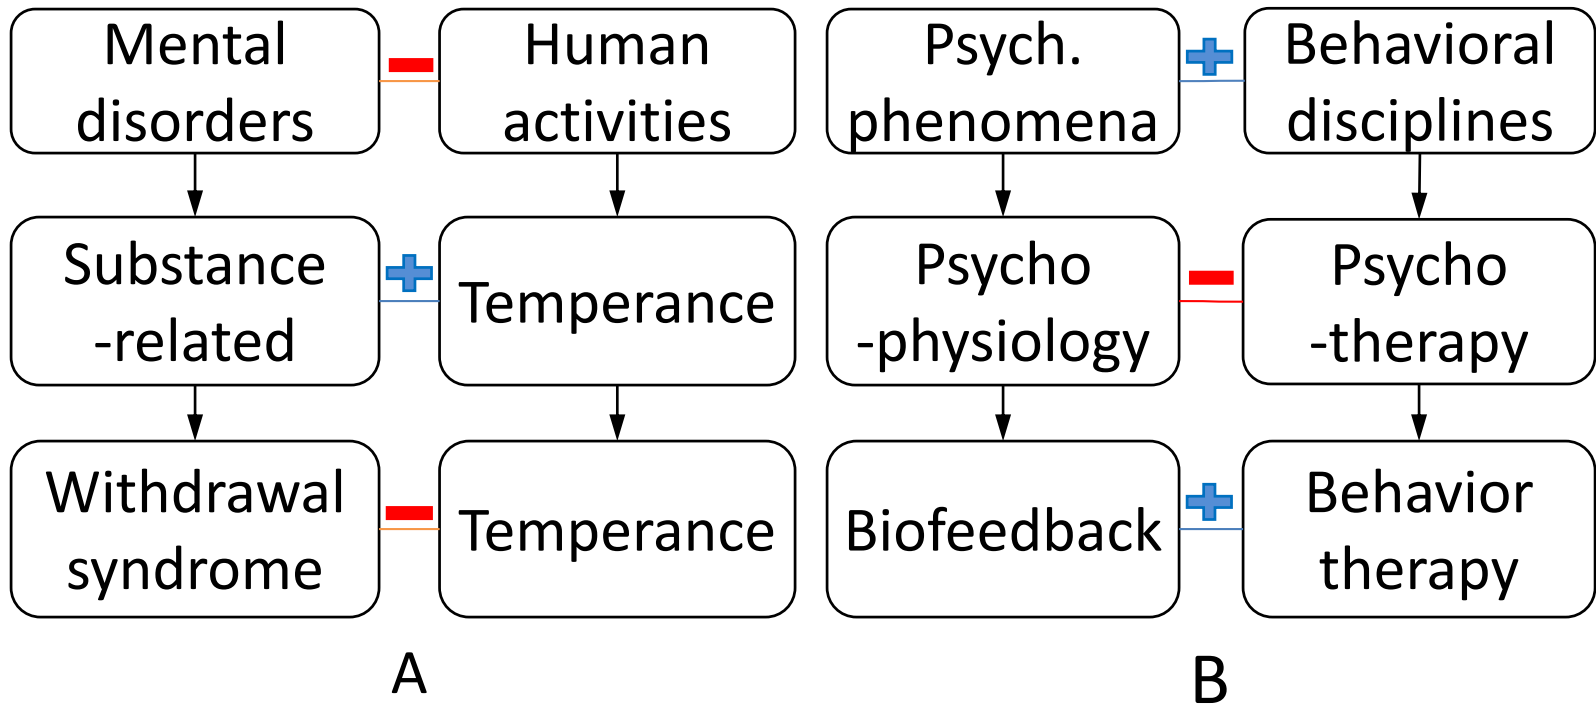 Mental
disorders
Human
activities
Psych.
phenomena
Behavioral
disciplines
Substance
-related
Temperance
Psycho
-physiology
Psycho
-therapy
Withdrawal
syndrome
Temperance
Biofeedback
Behavior
therapy
A
B